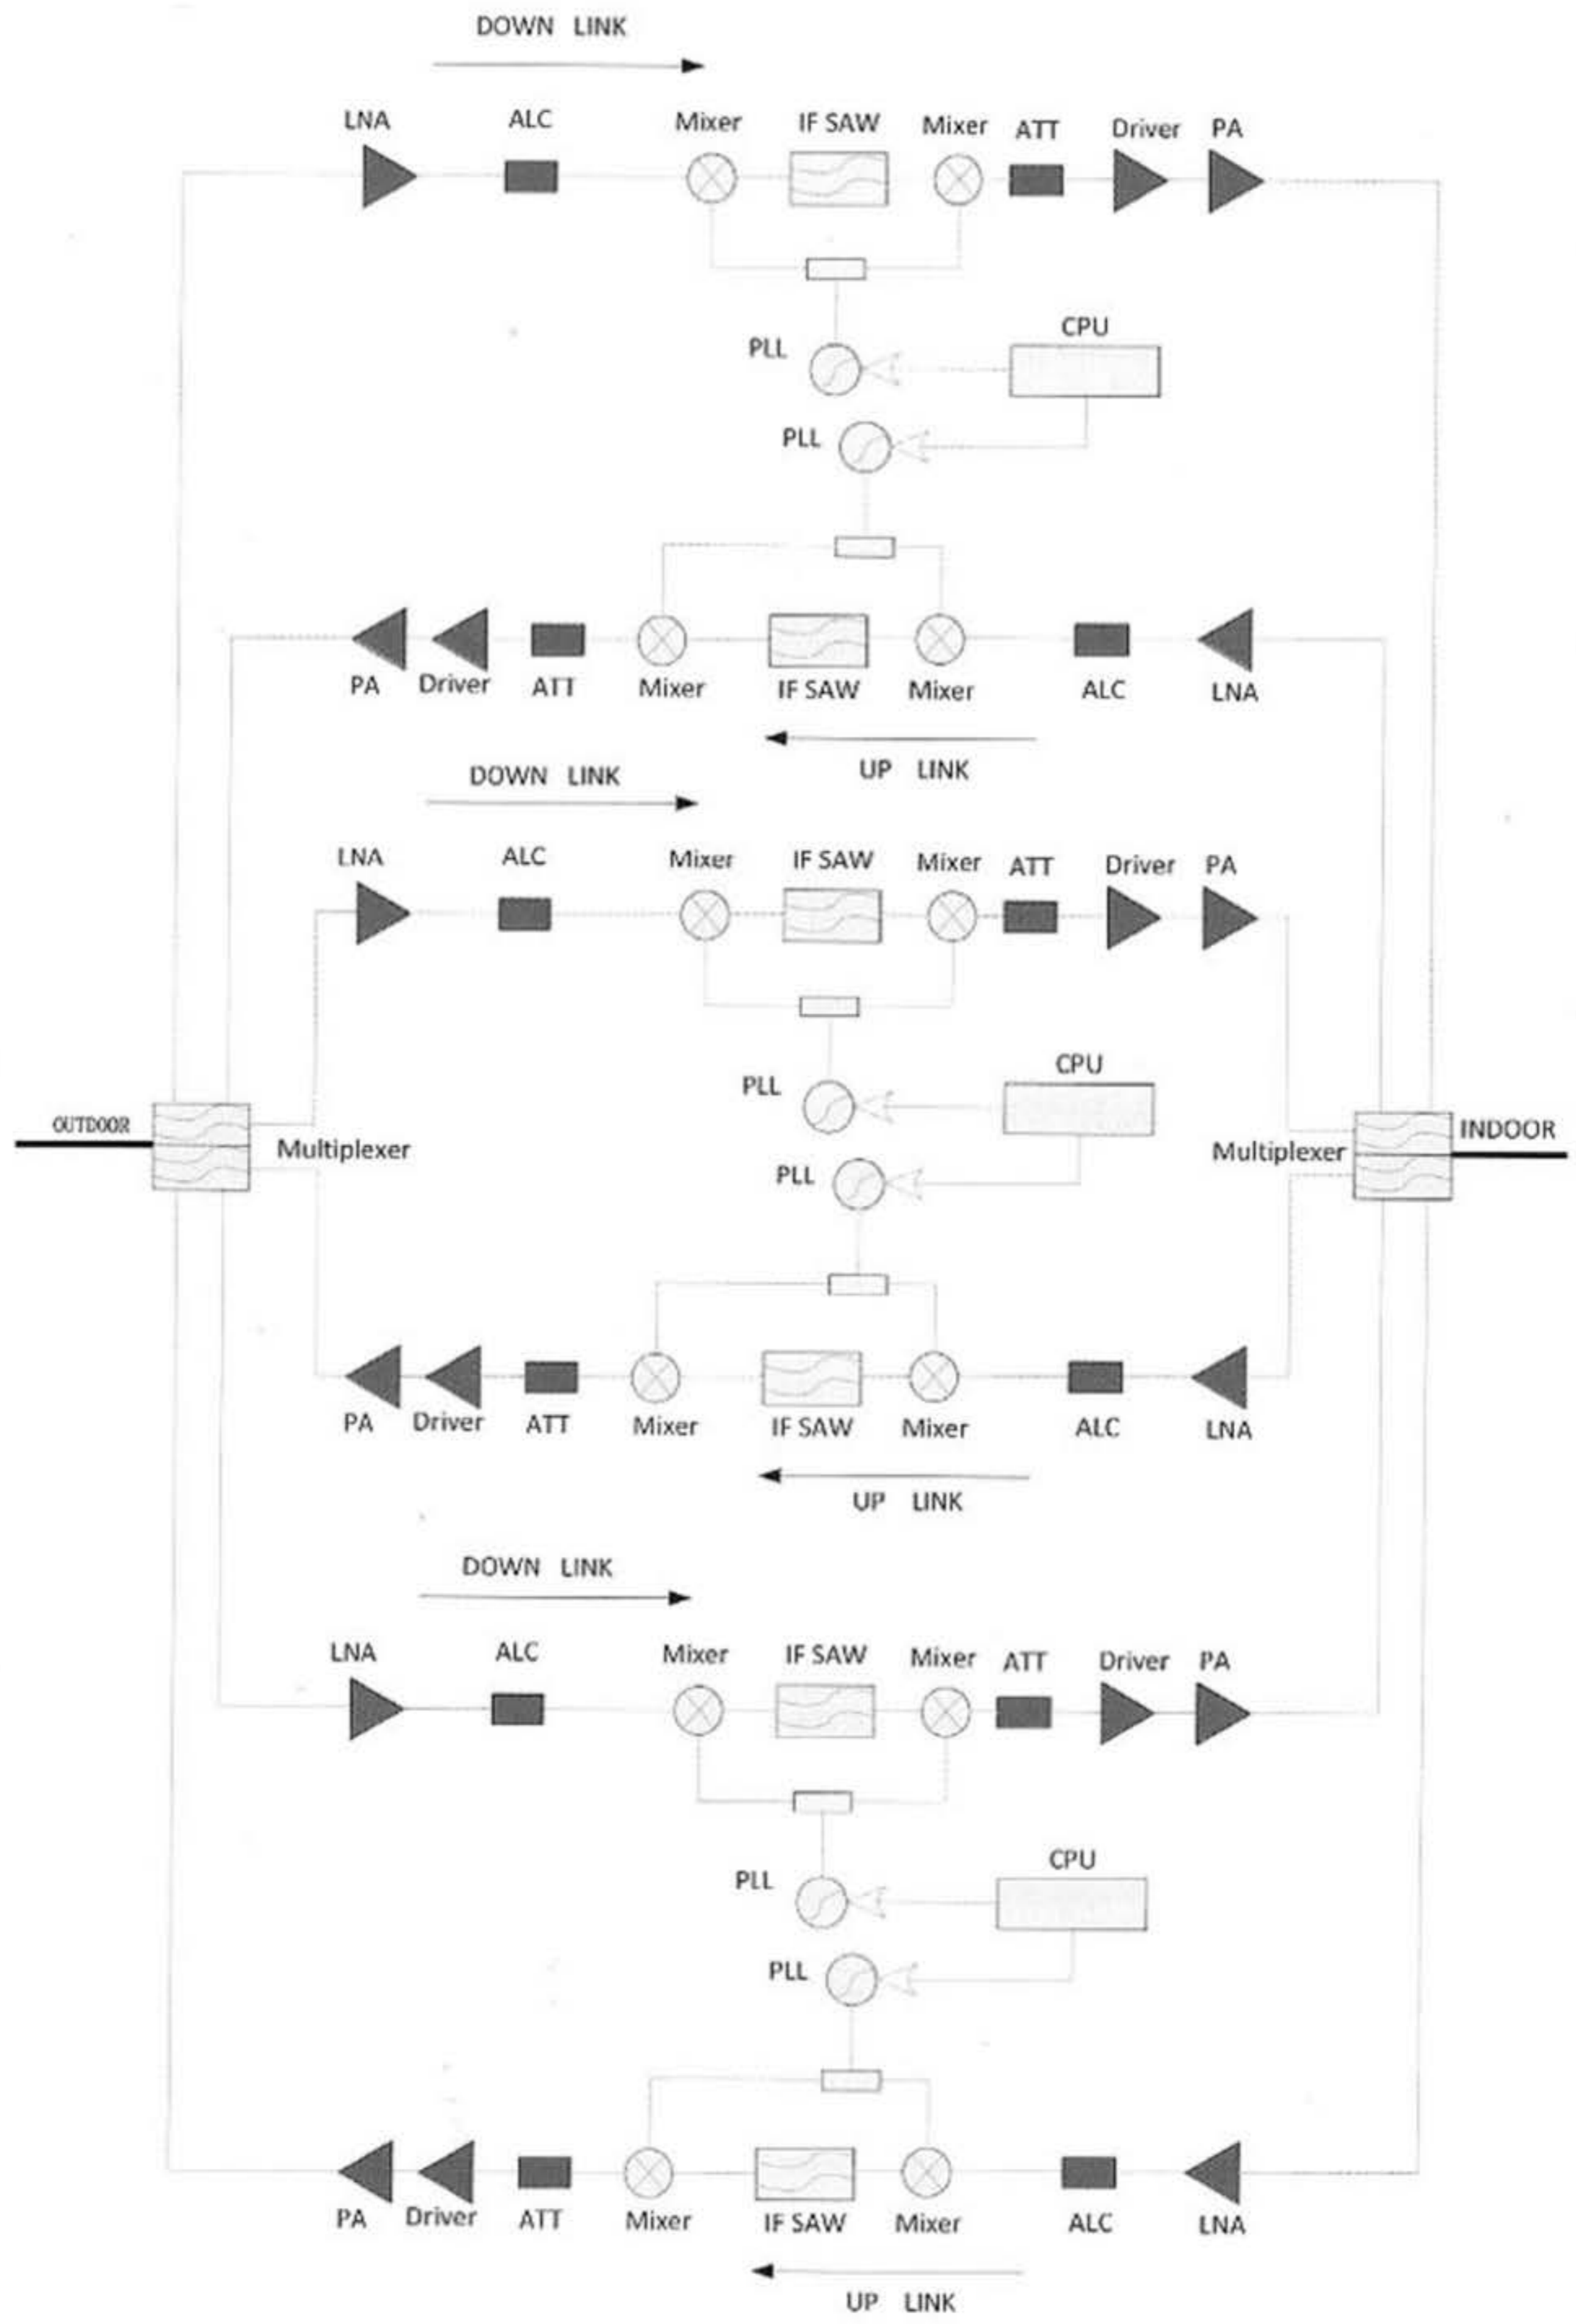 DOWN LINK
LNA ALC Mixer IF SAW Mixer ATT Driver PA
CPU
PLL
PLL
PA Driver ATT Mixer IF SAW Mixer ALC LNA
UP LINK
DOWN LINK
LNA ALC Mixer IF SAW Mixer ATT Driver PA
CPU
PLL
OUTDOOR Multiplexer Multiplexer INDOOR
PLL
PA Driver ATT Mixer IF SAW Mixer ALC LNA
UP LINK
DOWN LINK
LNA ALC Mixer IF SAW Mixer ATT Driver PA
CPU
PLL
PLL
PA Driver ATT Mixer IF SAW Mixer ALC LNA
UP LINK